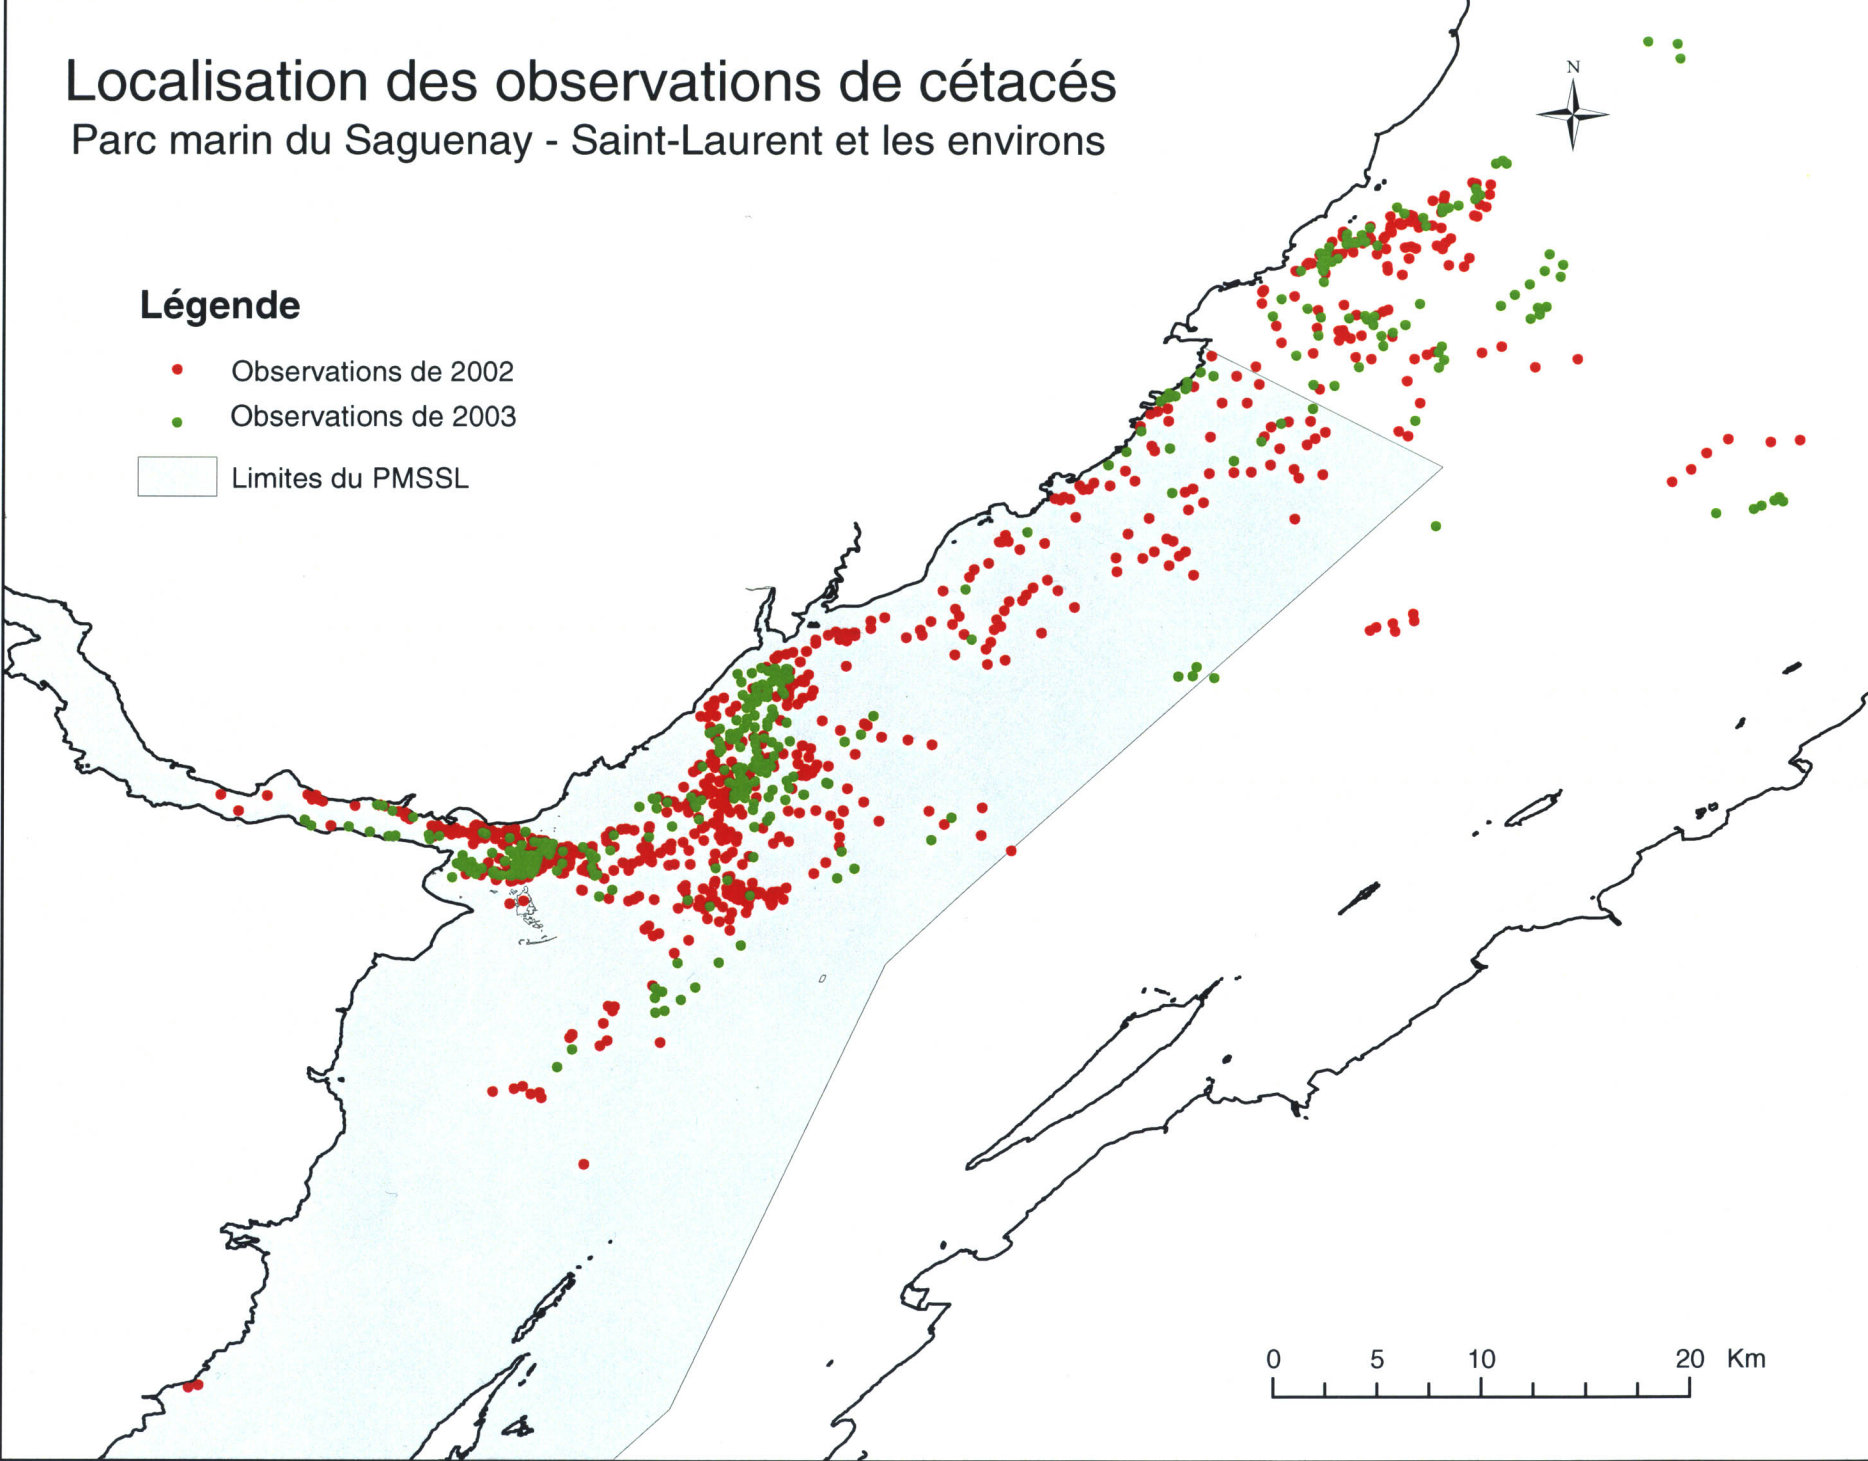 Localisation des observations de cétacés
Parc marin du Saguenay - Saint-Laurent et les environs
N
Légende
Observations de 2002
Observations de 2003
Limites du PMSSL
0 5 10 20 Km